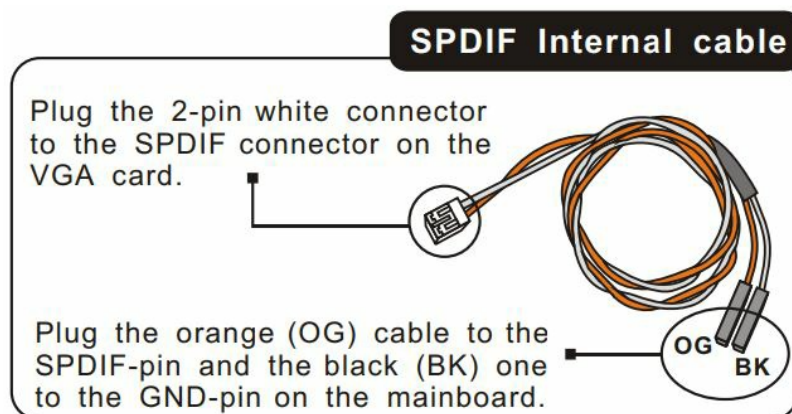 SPDIF Internal cable
Plug the 2-pin white connector
to the SPDIF connector on the
VGA card.
Plug the orange (OG) cable to the
SPDIF-pin and the black (BK) one
to the GND-pin on the mainboard.
OG
BK